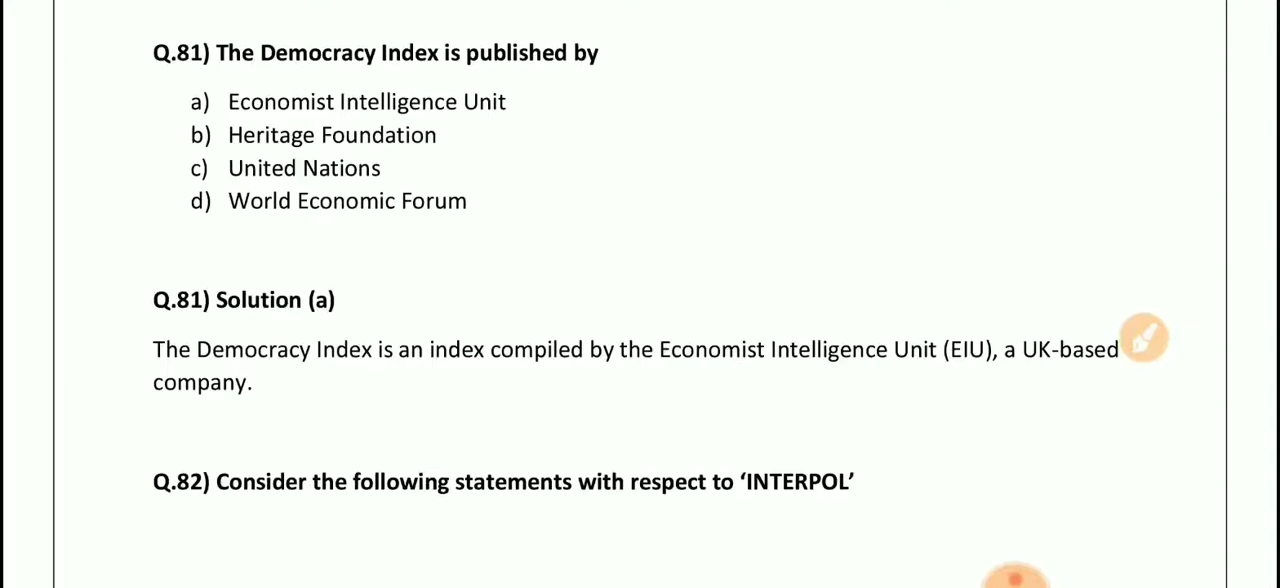 Q.81) The Democracy Index is published by
a) Economist Intelligence Unit
b) Heritage Foundation
c) United Nations
d) World Economic Forum
Q.81) Solution (a)
The Democracy Index is an index compiled by the Economist Intelligence Unit (EIU), a UK-based
company.
Q.82) Consider the following statements with respect to ‘INTERPOL’